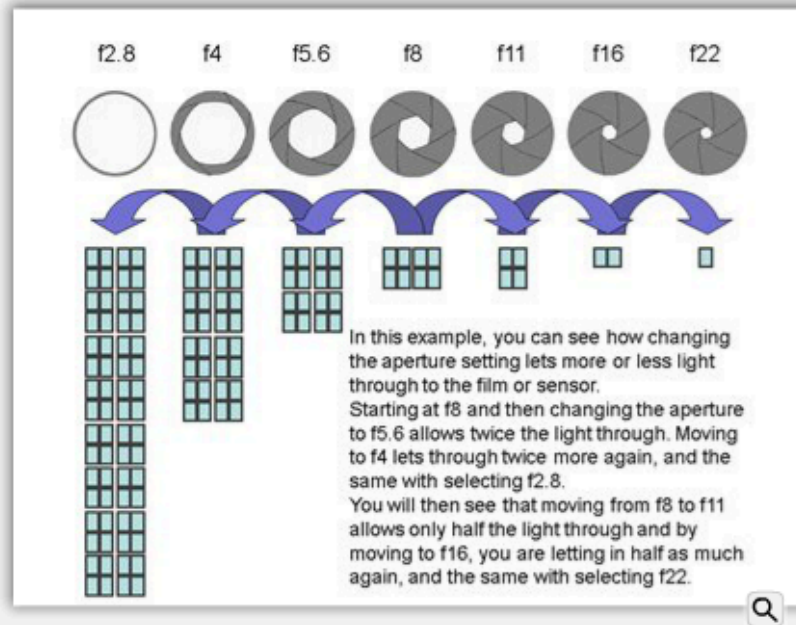 f2.8 f4 f5.6 f8 f11 f16 f22
In this example, you can see how changing
the aperture setting lets more or less light
through to the film or sensor.
Starting at f8 and then changing the aperture
to f5.6 allows twice the light through. Moving
to f4 lets through twice more again, and the
same with selecting f2.8.
You will then see that moving from f8 to f11
allows only half the light through and by
moving to f16, you are letting in half as much
again, and the same with selecting f22.